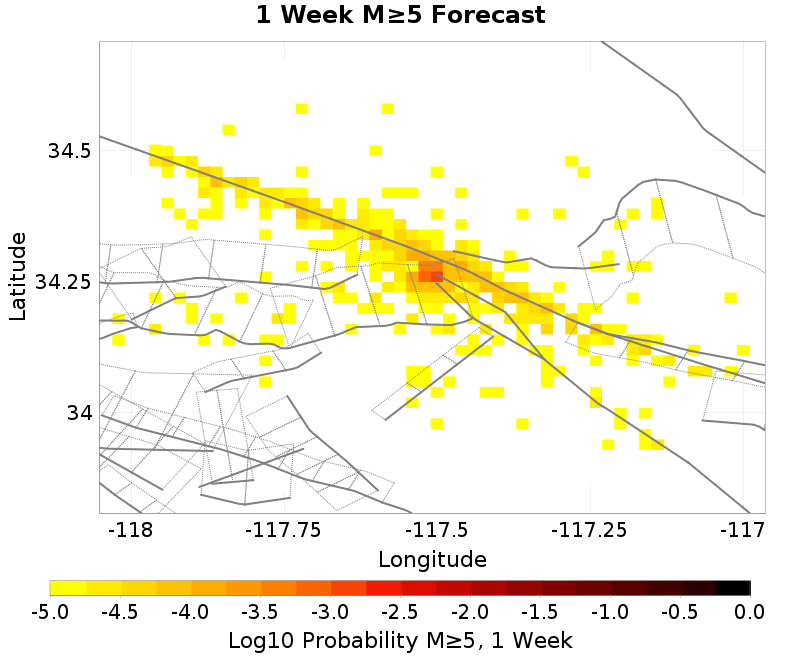 1 Week M≥5 Forecast
Latitude
34.5
34.25
34
-118 -117.75 -117.5 -117.25 -117
Longitude
-5.0 -4.5 -4.0 -3.5 -3.0 -2.5 -2.0 -1.5 -1.0 -0.5 0.0
Log10 Probability M≥5, 1 Week